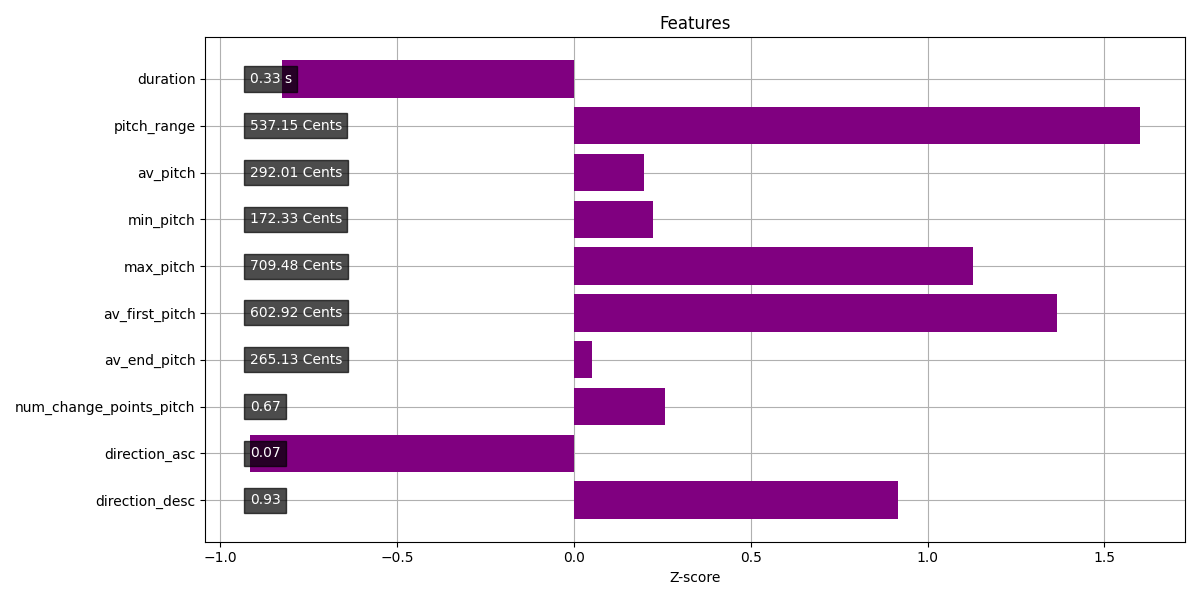 Features
duration 0.33 s
pitch_range 537.15 Cents
av_pitch 292.01 Cents
min_pitch 172.33 Cents
max_pitch 709.48 Cents
av_first_pitch 602.92 Cents
av_end_pitch 265.13 Cents
num_change_points_pitch 0.67
direction_asc 0.07
direction_desc 0.93
−1.0 −0.5 0.0 0.5 1.0 1.5
Z-score